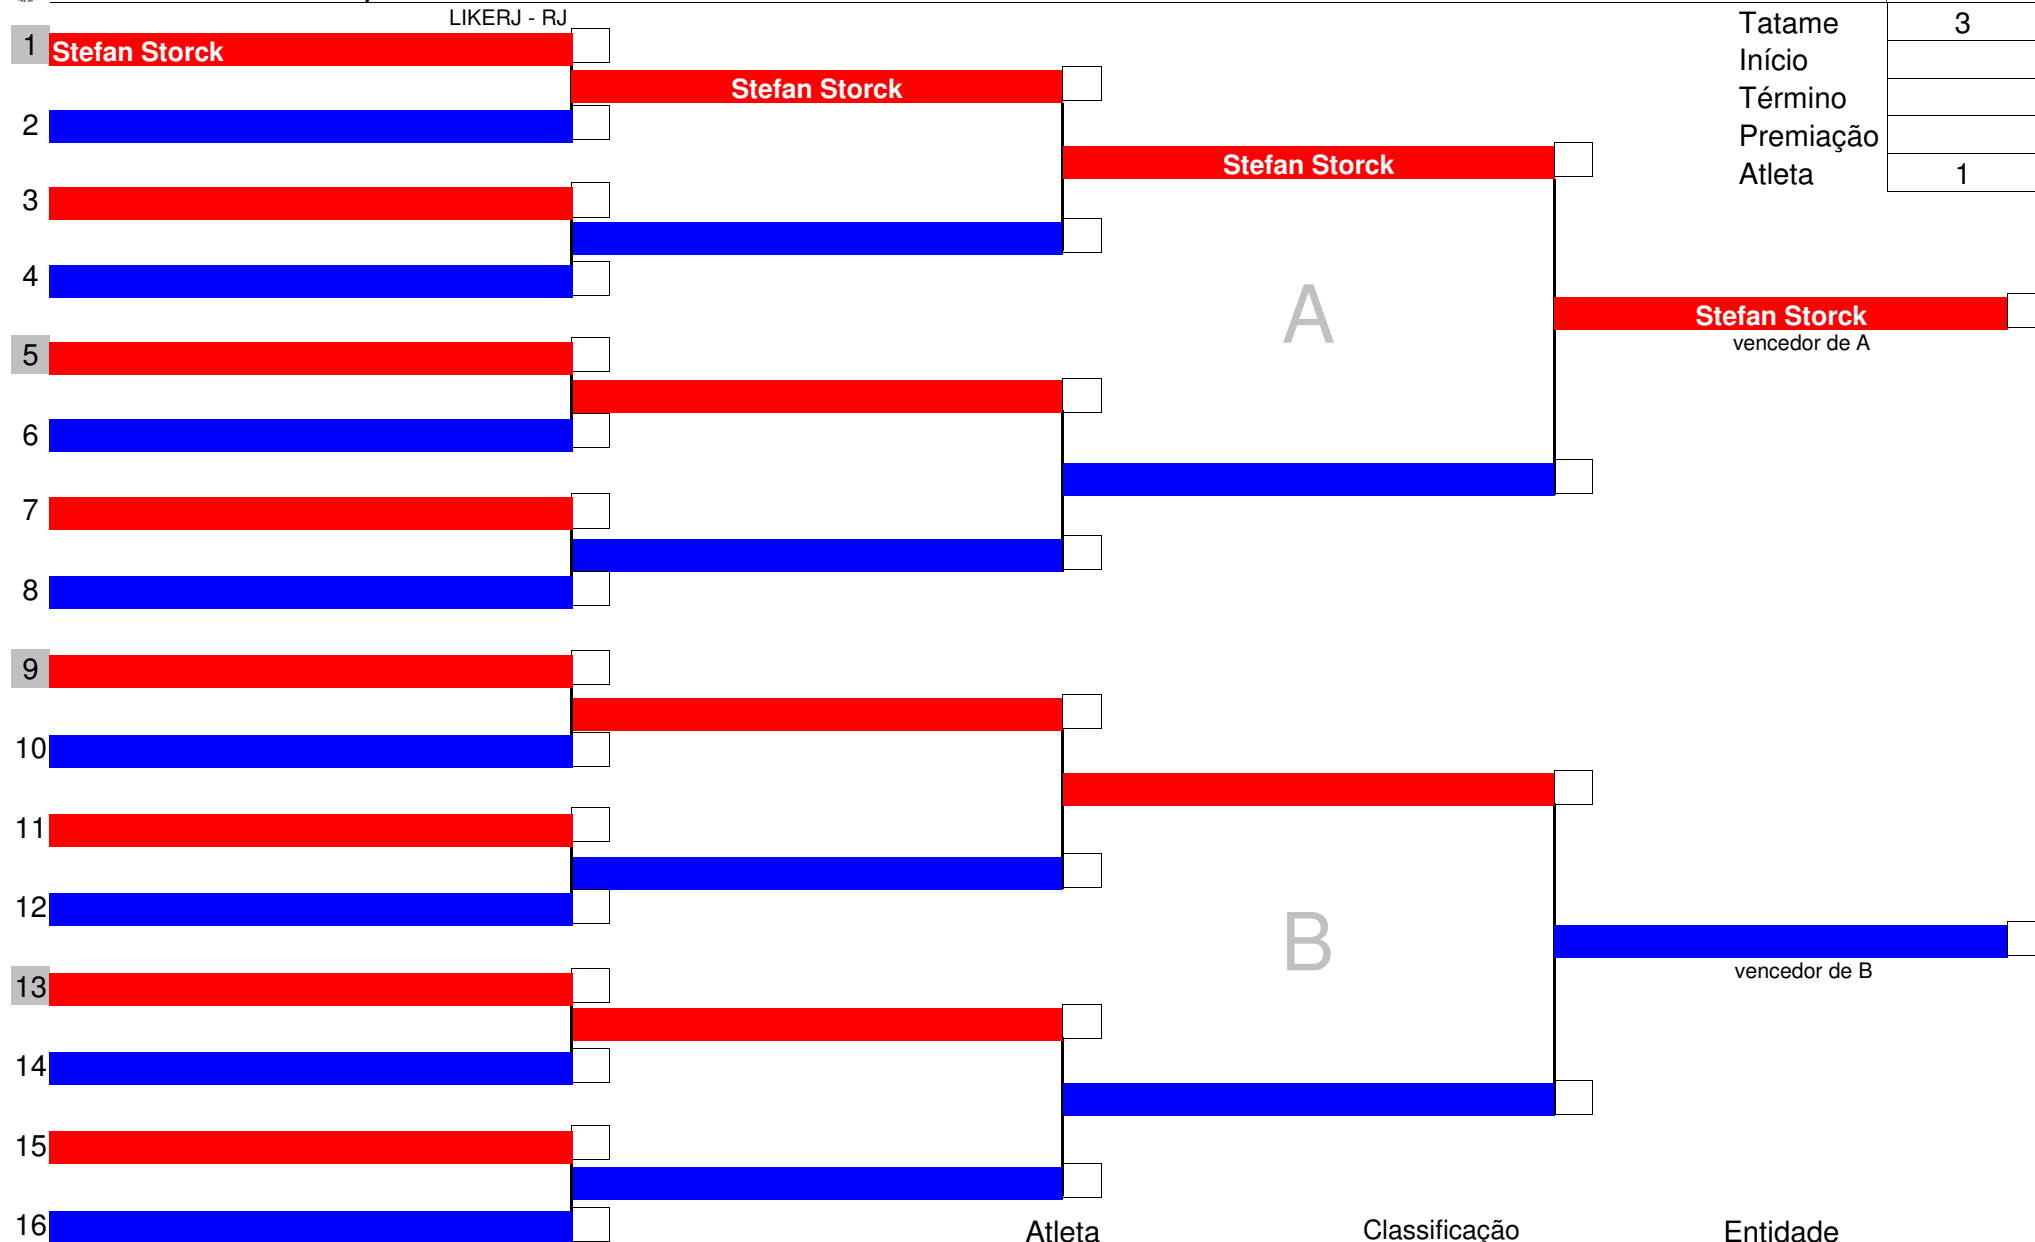 LIKERJ - RJ
Tatame 3
1 Stefan Storck
Início
Stefan Storck
Término
2
Premiação
Stefan Storck
Atleta 1
3
4
A
Stefan Storck
vencedor de A
5
6
7
8
9
10
11
12
B
vencedor de B
13
14
15
16
Atleta Classificação Entidade